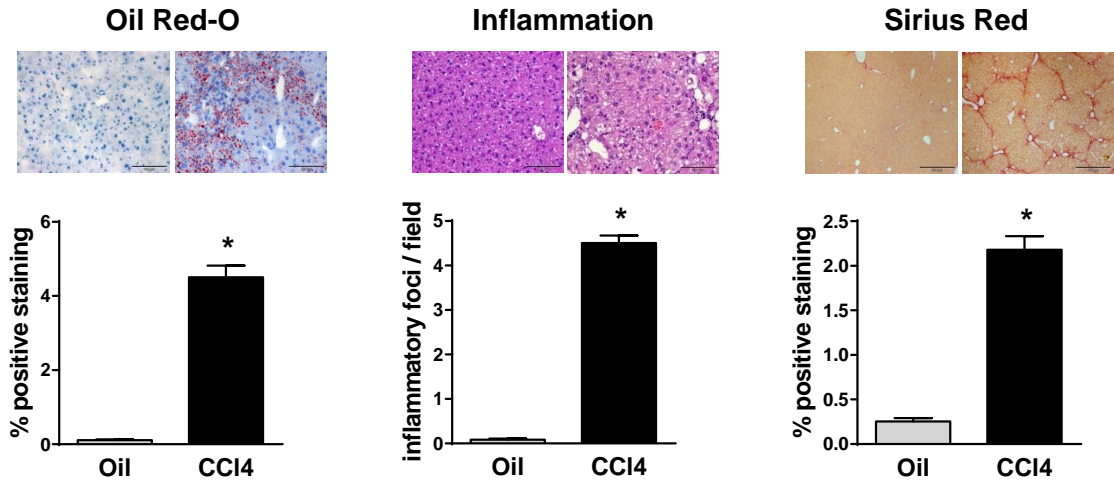 Oil Red-O
Inflammation
Sirius Red
% positive staining
6
4
2
0
*
Oil
CCl4
inflammatory foci / field
5
4
3
2
1
0
*
Oil
CCl4
% positive staining
2.5
2.0
1.5
1.0
0.5
0.0
*
Oil
CCl4